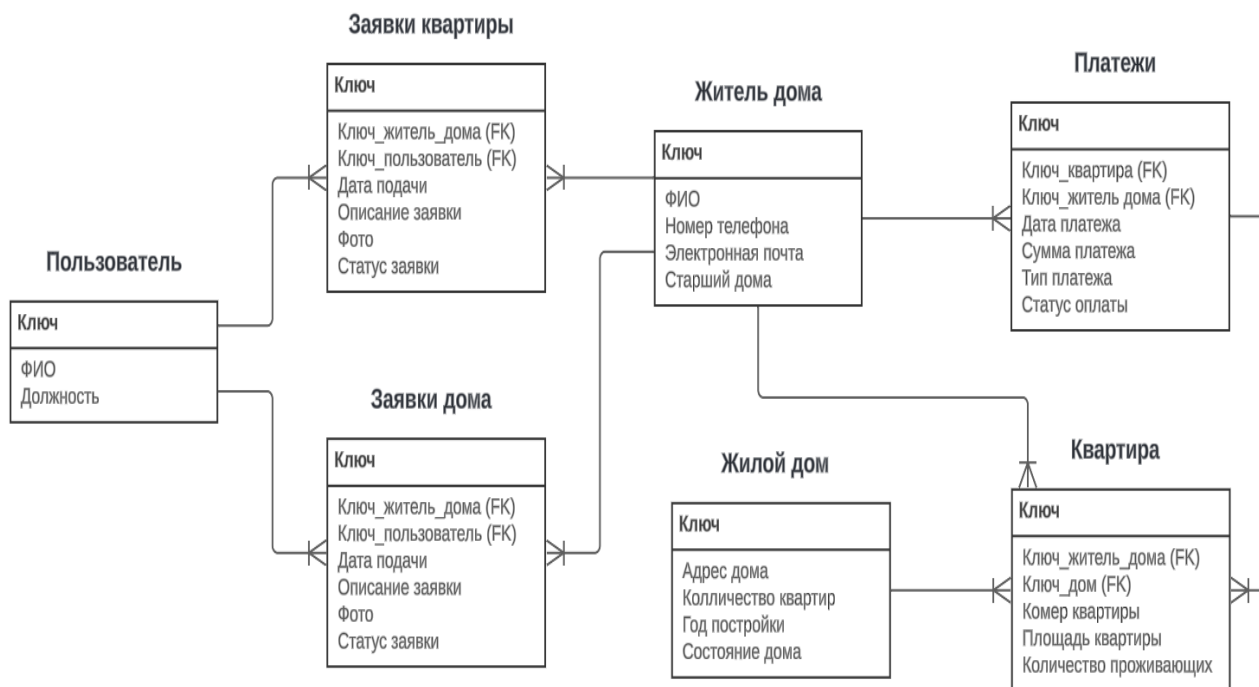 Заявки квартиры
Ключ
Ключ_житель_дома (FK)
Ключ_пользователь (FK)
Дата подачи
Описание заявки
Фото
Статус заявки
Житель дома
Ключ
ФИО
Номер телефона
Электронная почта
Старший дома
Платежи
Ключ
Ключ_квартира (FK)
Ключ_житель дома (FK)
Дата платежа
Сумма платежа
Тип платежа
Статус оплаты
Пользователь
Ключ
ФИО
Должность
Заявки дома
Ключ
Ключ_житель_дома (FK)
Ключ_пользователь (FK)
Дата подачи
Описание заявки
Фото
Статус заявки
Жилой дом
Ключ
Адрес дома
Колличество квартир
Год постройки
Состояние дома
Квартира
Ключ
Ключ_житель_дома (FK)
Ключ_дом (FK)
Комер квартиры
Площадь квартиры
Количество проживающих